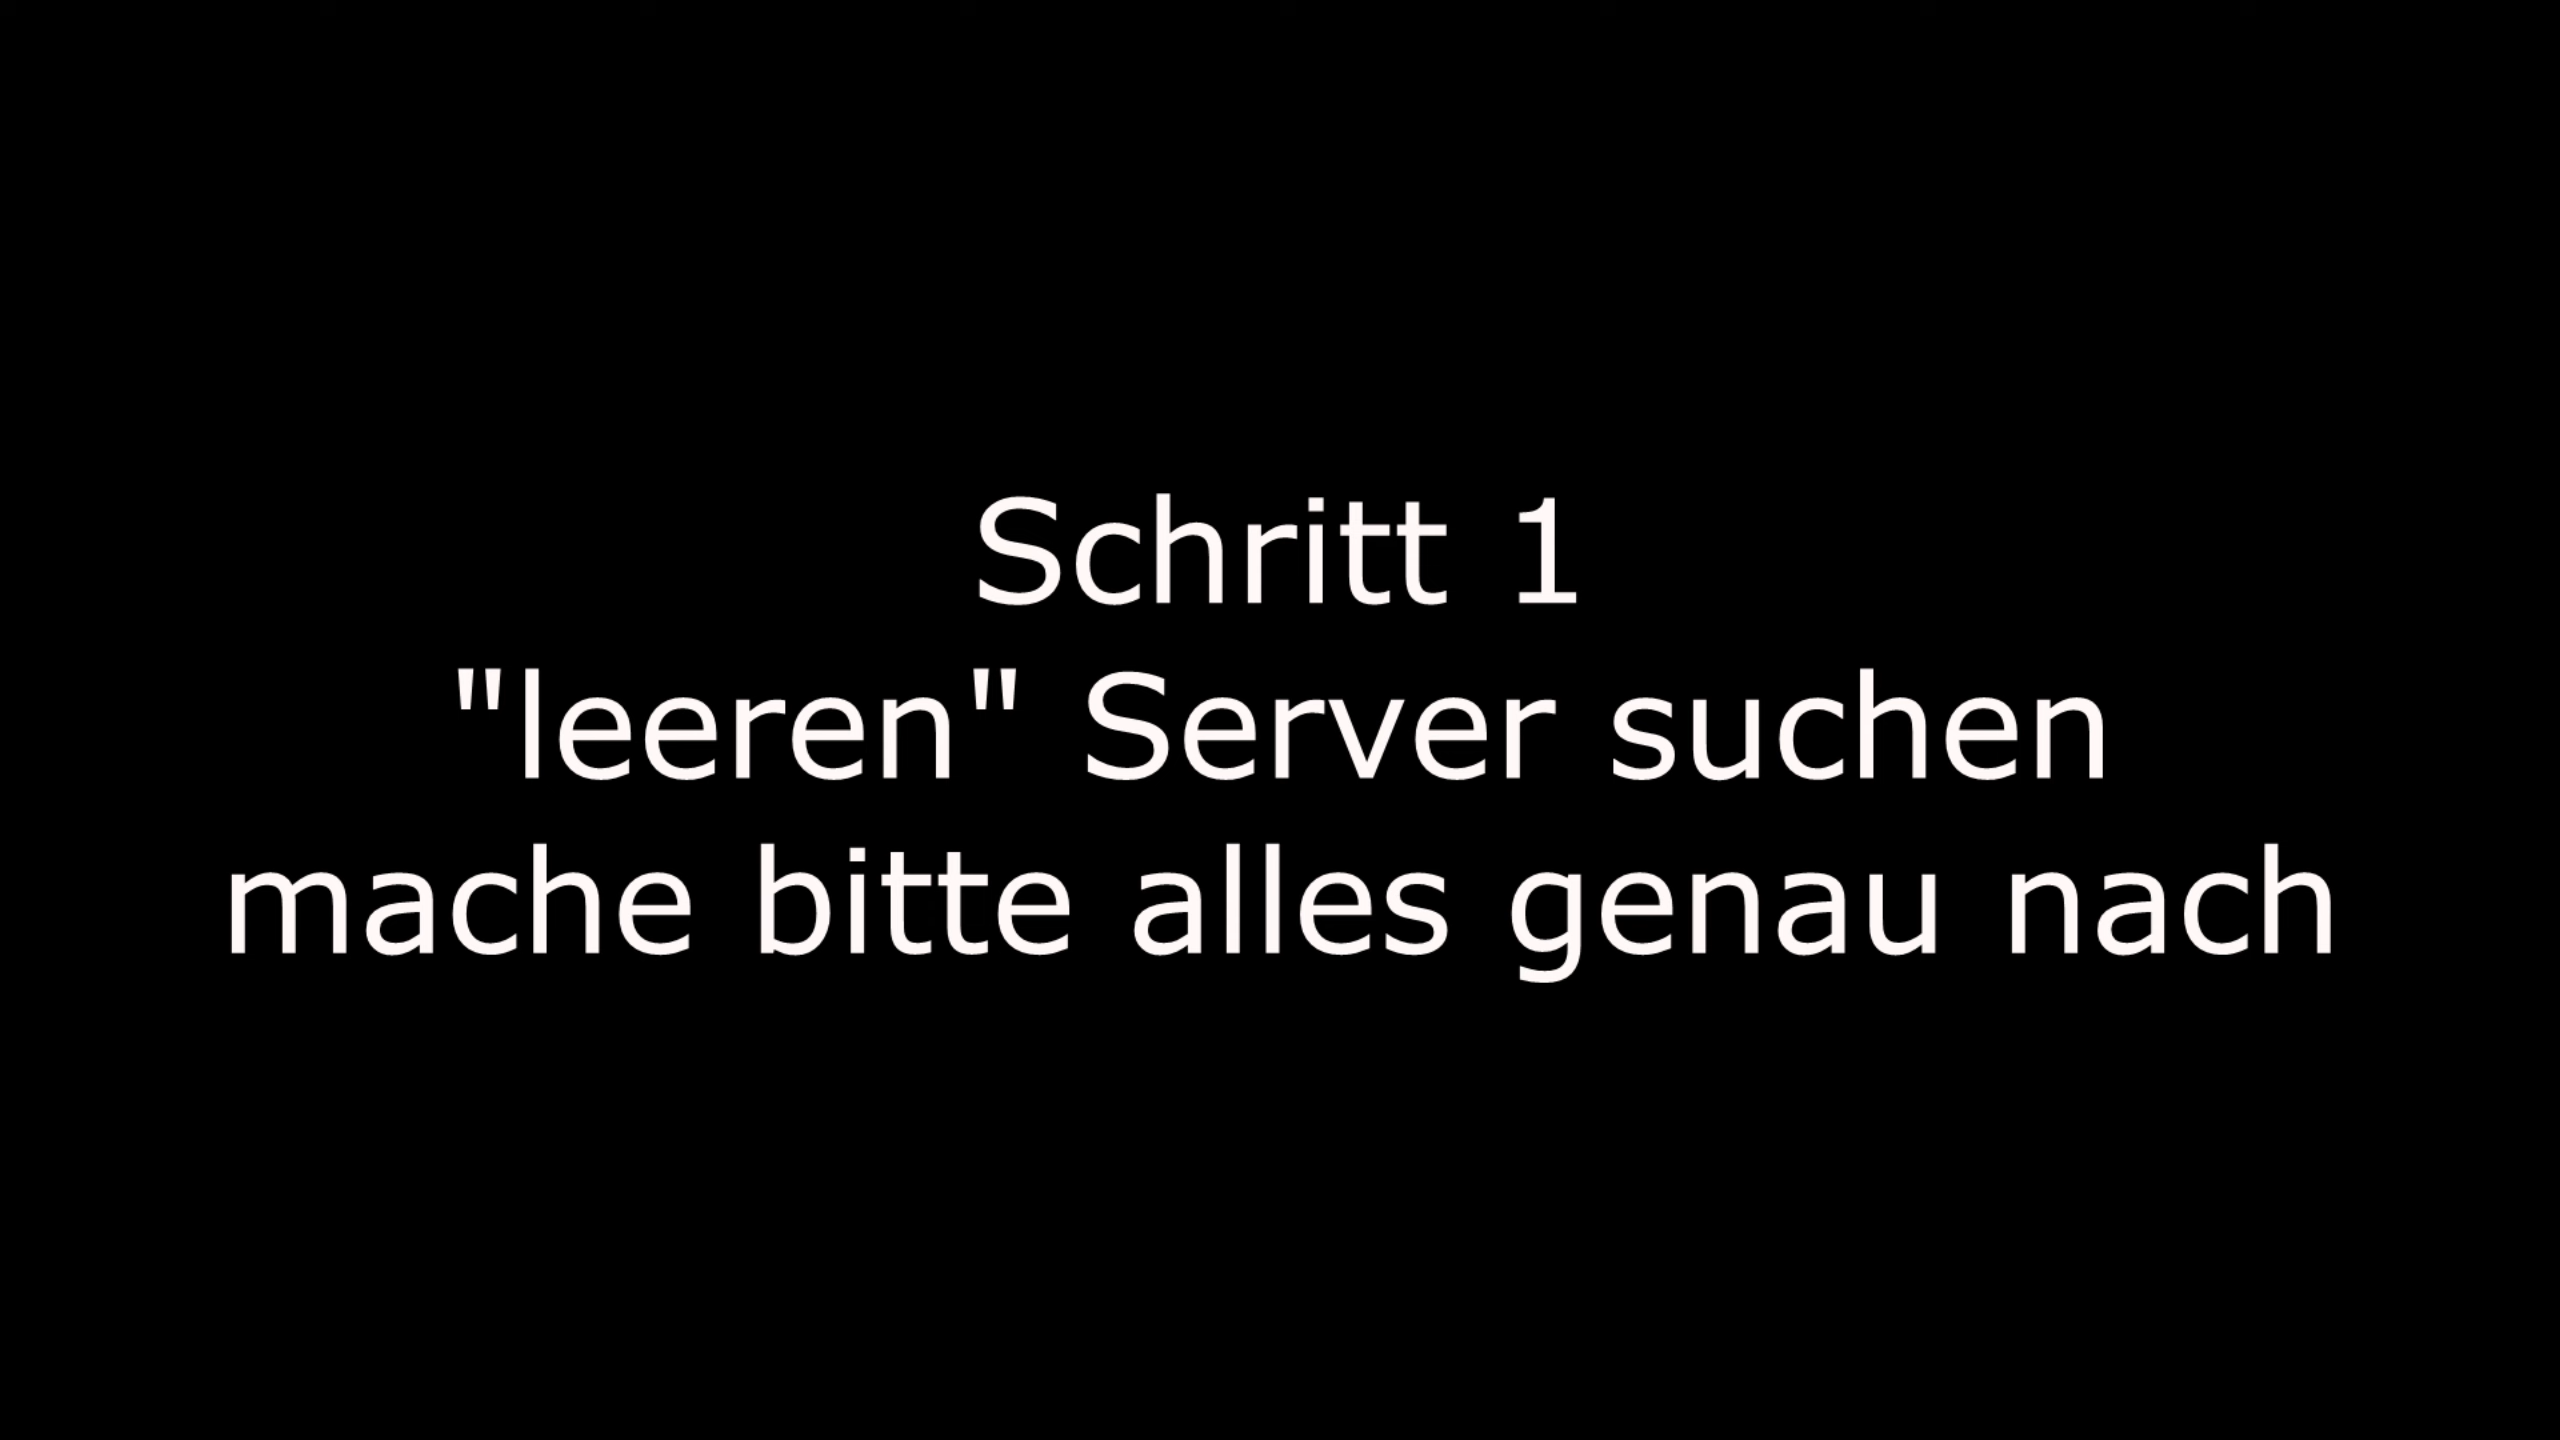 Schritt 1
"leeren" Server suchen
mache bitte alles genau nach